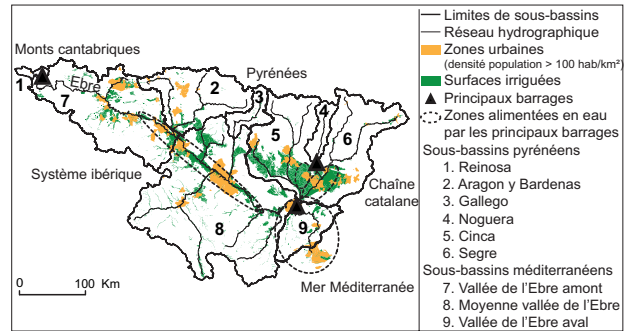 Monts cantabriques
Ebre
Pyrénées
1
7
2
3
4
5
6
Système ibérique
8
9
Chaîne
catalane
Mer Méditerranée
0 100 Km
Limites de sous-bassins
Réseau hydrographique
Zones urbaines
(densité population > 100 hab/km²)
Surfaces irriguées
Principaux barrages
Zones alimentées en eau
par les principaux barrages
Sous-bassins pyrénéens
1. Reinosa
2. Aragon y Bardenas
3. Gallego
4. Noguera
5. Cinca
6. Segre
Sous-bassins méditerranéens
7. Vallée de l'Ebre amont
8. Moyenne vallée de l'Ebre
9. Vallée de l'Ebre aval